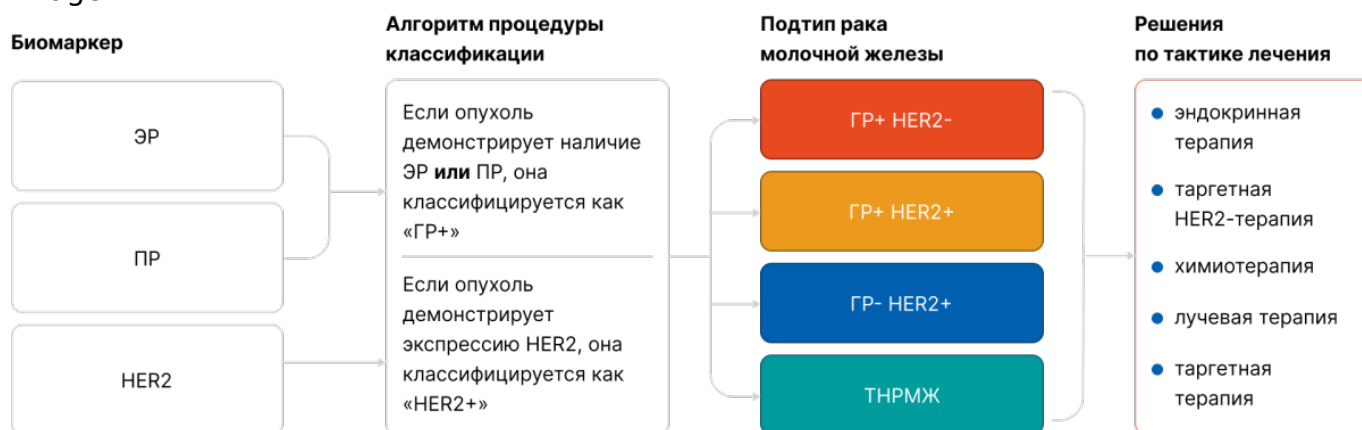 Биомаркер
ЭР
ПР
HER2
Алгоритм процедуры
классификации
Если опухоль
демонстрирует наличие
ЭР или ПР, она
классифицируется как
«ГР+»
Если опухоль
демонстрирует
экспрессию HER2, она
классифицируется как
«HER2+»
Подтип рака
молочной железы
ГР+ HER2-
ГР+ HER2+
ГР- HER2+
ТНРМЖ
Решения
по тактике лечения
эндокринная
терапия
таргетная
HER2-терапия
химиотерапия
лучевая терапия
таргетная
терапия